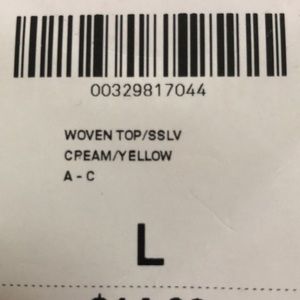 00329817044
WOVEN TOP/SSLV
CREAM/YELLOW
A - C
L